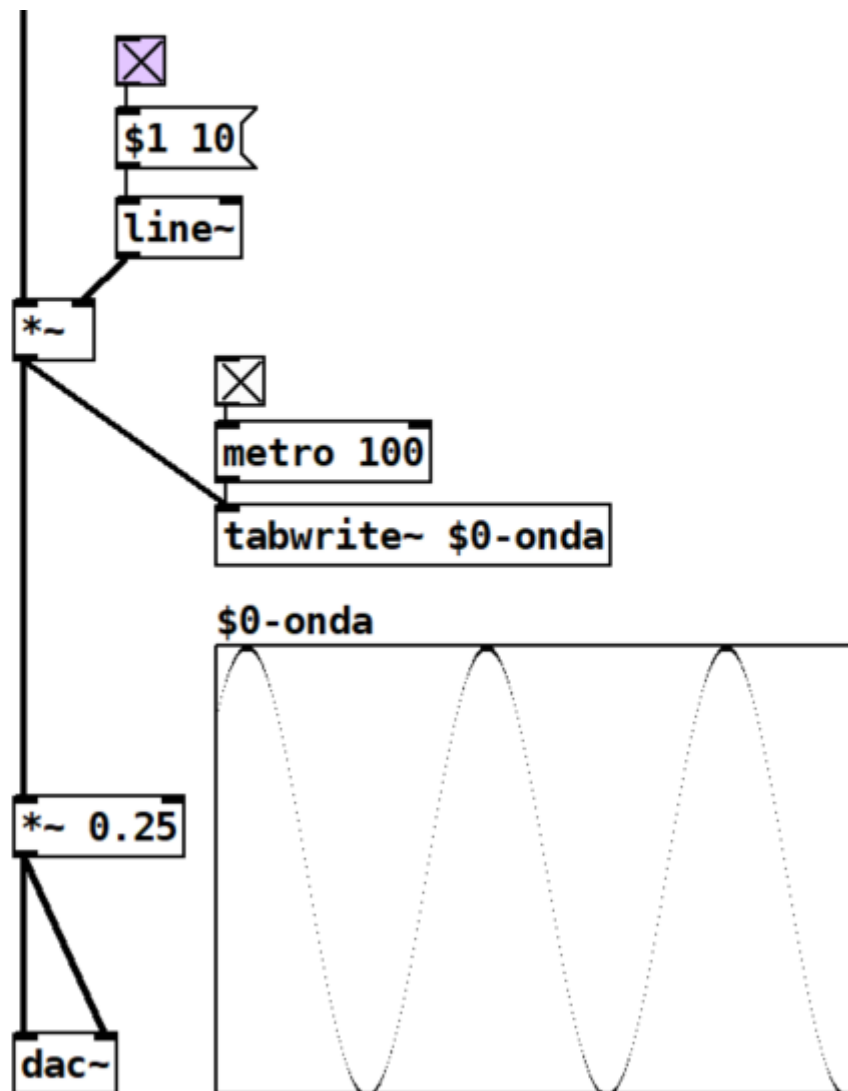 $1 10
line~
*~
metro 100
tabwrite~ $0-onda
$0-onda
*~ 0.25
dac~